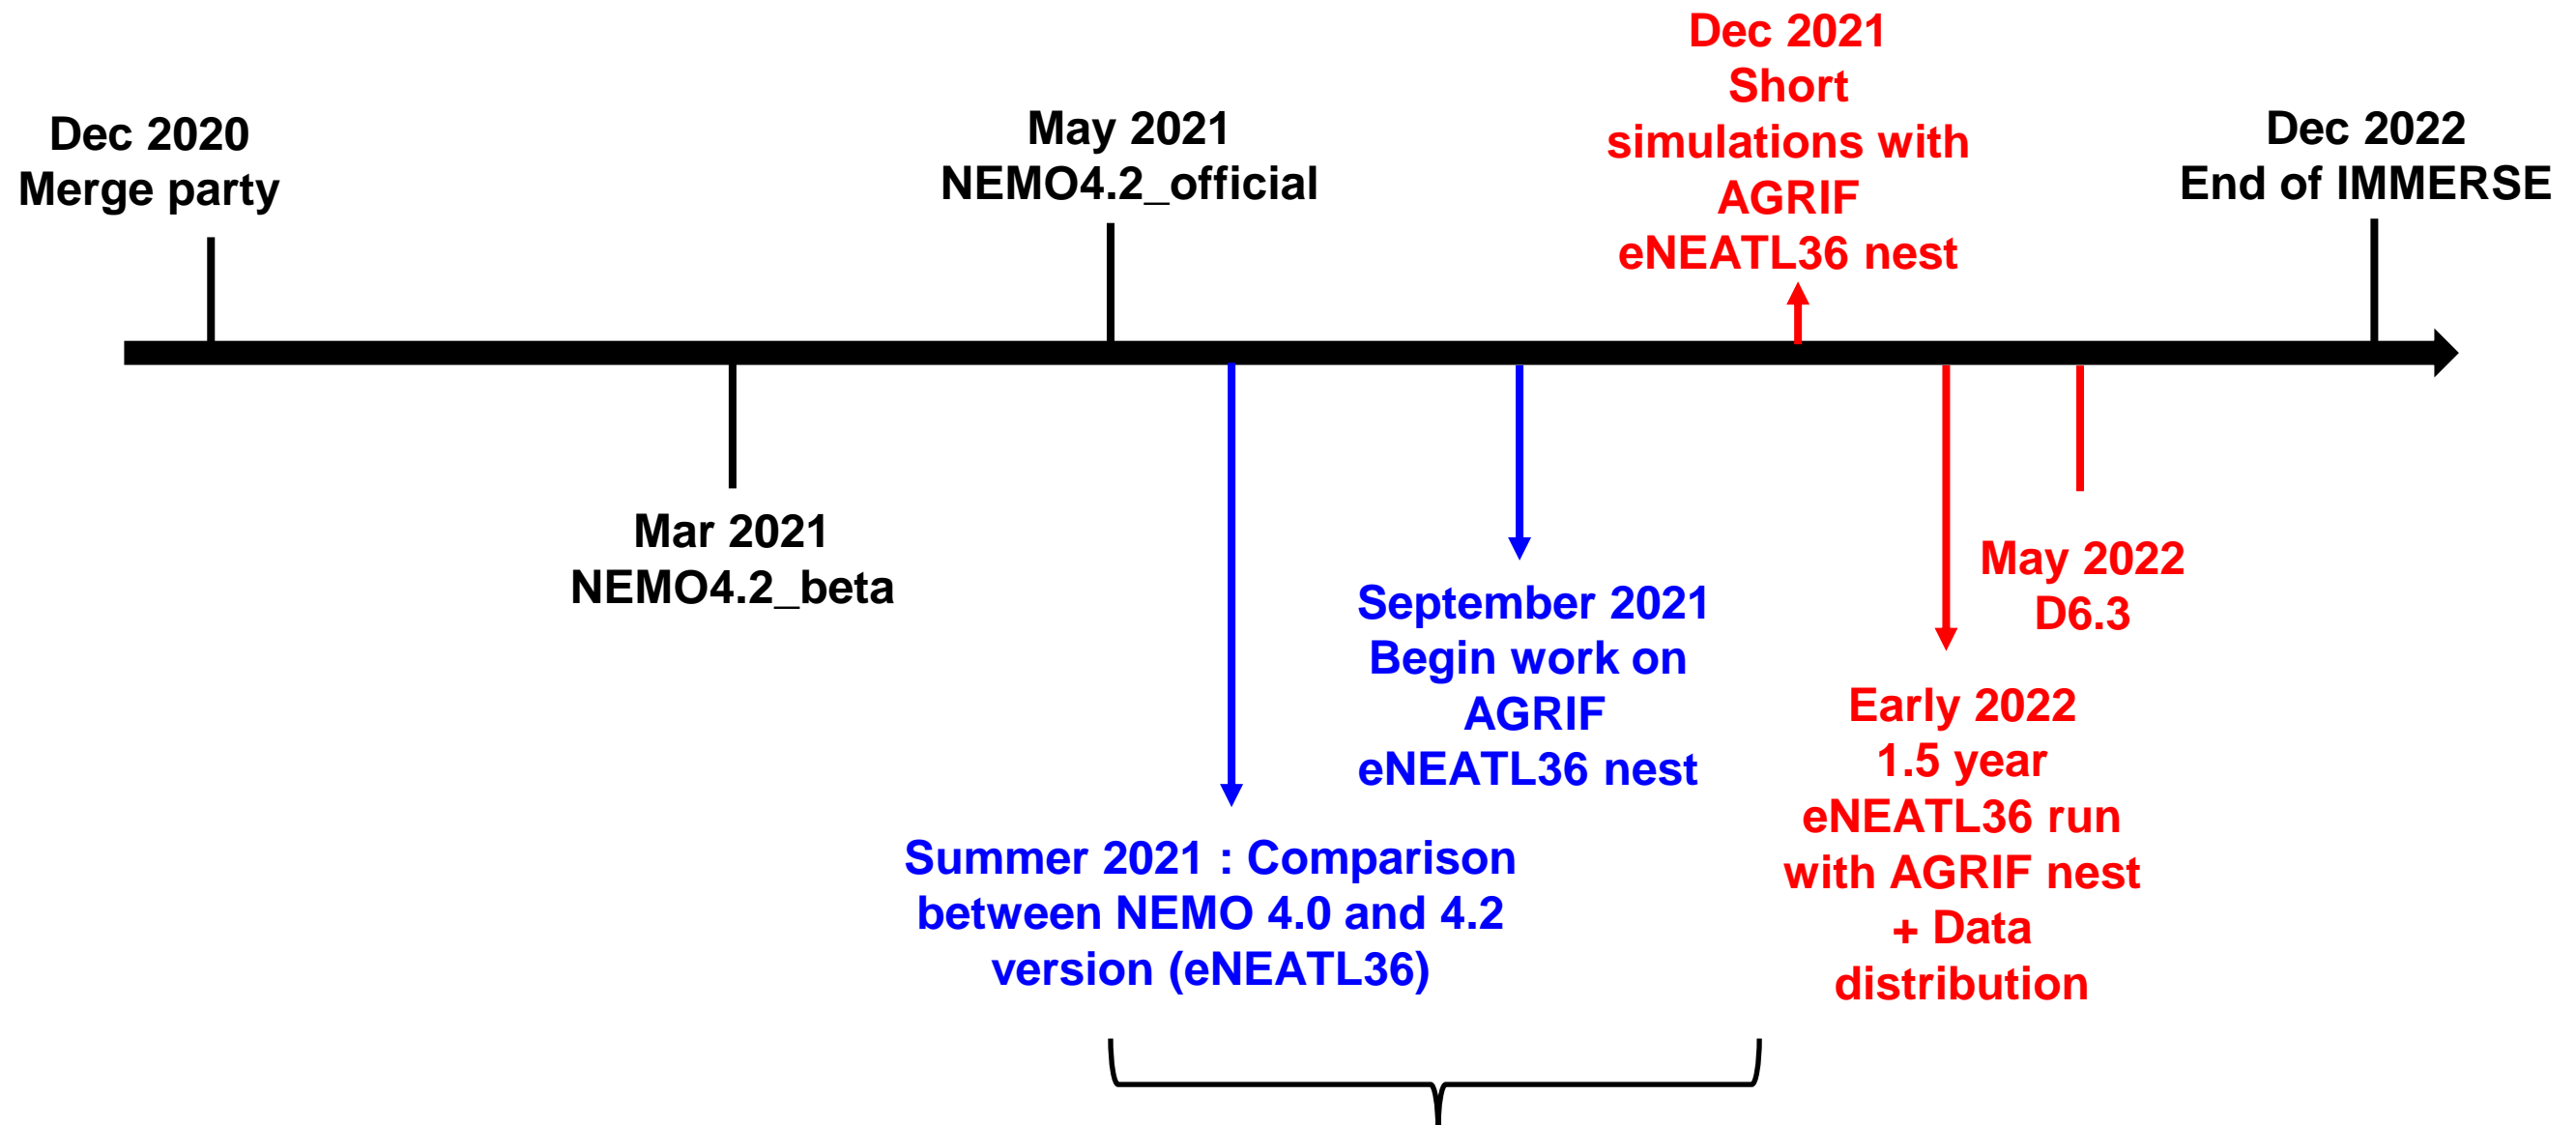 Dec 2020
Merge party
Mar 2021
NEMO4.2_beta
May 2021
NEMO4.2_official
Summer 2021 : Comparison
between NEMO 4.0 and 4.2
version (eNEATL36)
September 2021
Begin work on
AGRIF
eNEATL36 nest
Dec 2021
Short
simulations with
AGRIF
eNEATL36 nest
Early 2022
1.5 year
eNEATL36 run
with AGRIF nest
+ Data
distribution
May 2022
D6.3
Dec 2022
End of IMMERSE